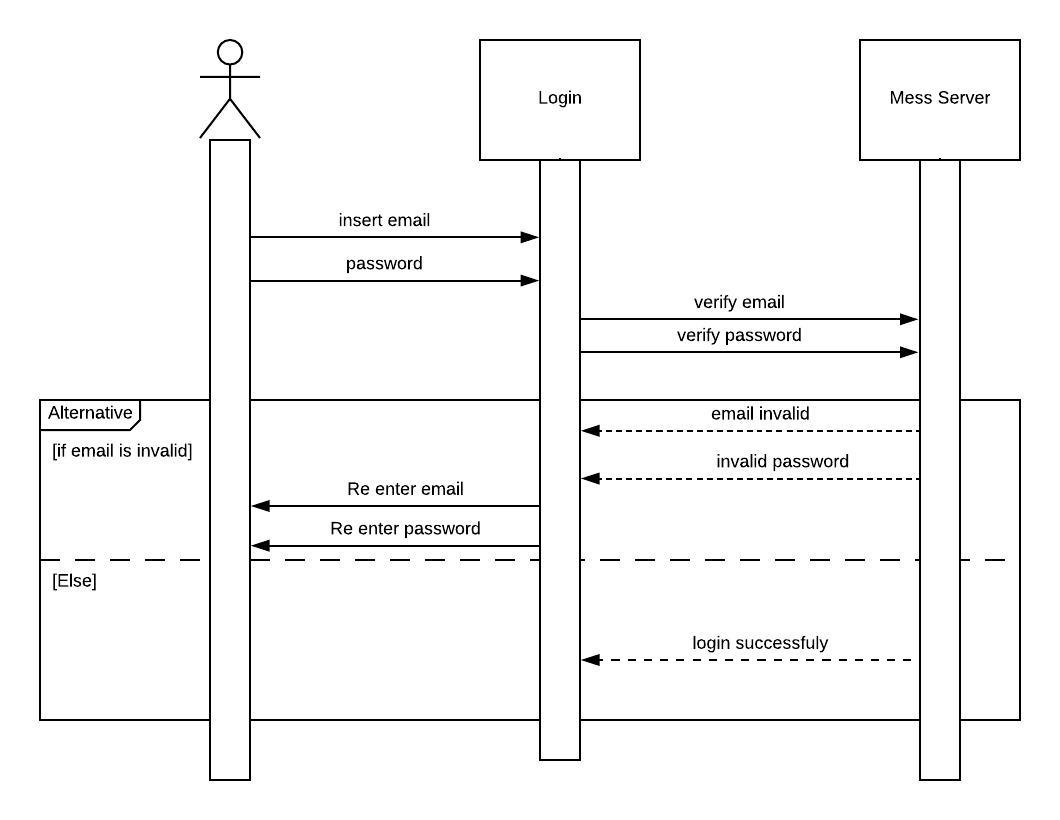 Login
Mess Server
insert email
password
verify email
verify password
Alternative
email invalid
[if email is invalid]
invalid password
Re enter email
Re enter password
[Else]
login successfuly